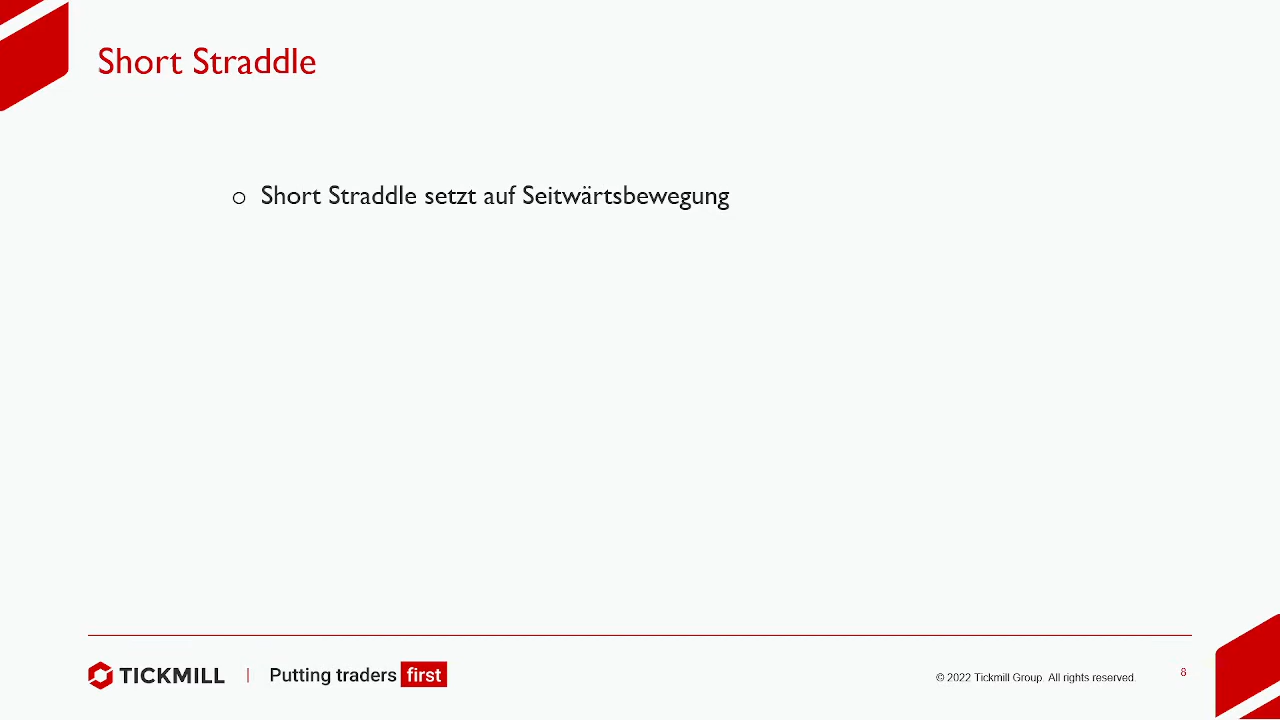 Short Straddle
o Short Straddle setzt auf Seitwärtsbewegung
TICKMILL | Putting traders first
© 2022 Tickmill Group. All rights reserved.
8